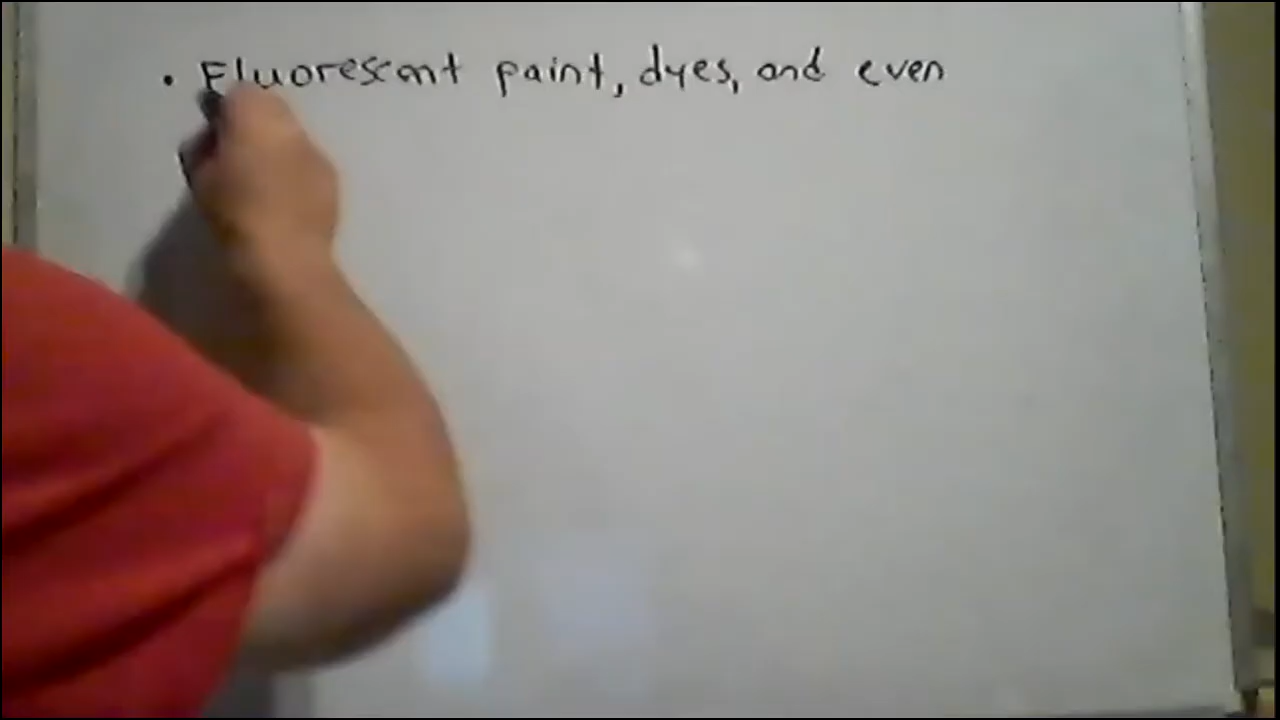 • Fluorescent paint, dyes, and even